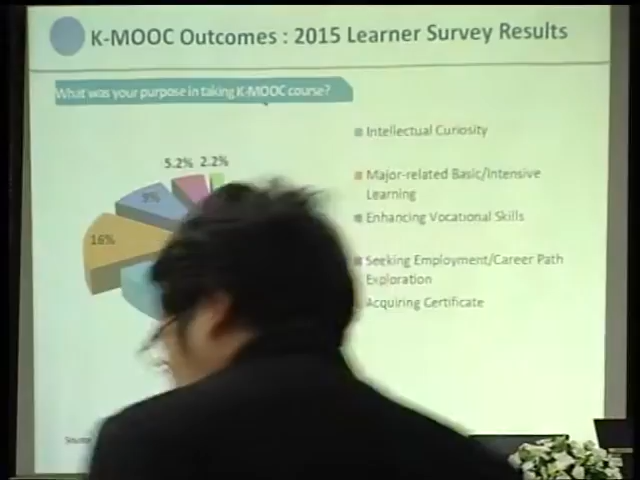 K-MOOC Outcomes : 2015 Learner Survey Results
What was your purpose in taking K-MOOC course?
Intellectual Curiosity
5.2% 2.2%
Major-related Basic/Intensive
Learning
9%
Enhancing Vocational Skills
16%
Seeking Employment/Career Path
Exploration
Acquiring Certificate